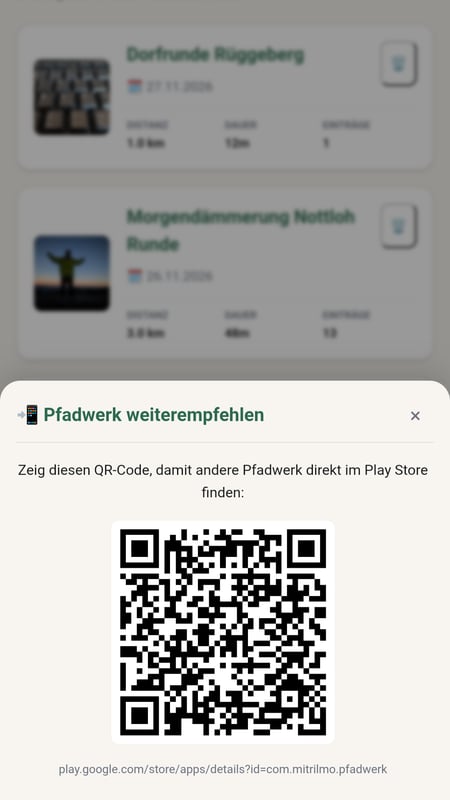 Dorfrunde Rüggeberg
27.11.2026
DISTANZ DAUER EINTRÄGE
1.0 km 12m 1
Morgendämmerung Nottloh
Runde
26.11.2026
DISTANZ DAUER EINTRÄGE
3.0 km 48m 13
Pfadwerk weiterempfehlen
×
Zeig diesen QR-Code, damit andere Pfadwerk direkt im Play Store
finden:
play.google.com/store/apps/details?id=com.mitrilmo.pfadwerk